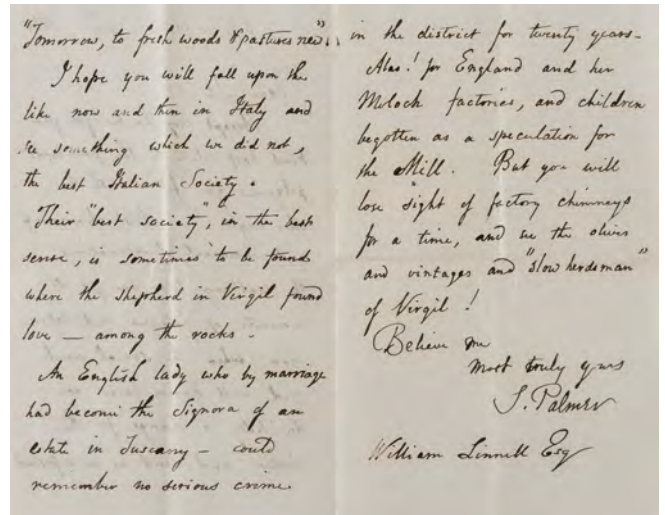 "Tomorrow, to fresh woods & pastures new".
I hope you will fall upon the
like now and then in Italy and
see something which we did not,
the best Italian Society.
Their "best society", in the best
sense, is sometimes to be found
where the shepherd in Virgil found
love — among the rocks.
An English lady who by marriage
had become the Signora of an
estate in Tuscany — could
remember no serious crime
in the district for twenty years.
Alas! for England and her
Moloch factories, and children
begotten as a speculation for
the Mill. But you will
lose sight of factory chimneys
for a time, and see the olives
and vintages and "slow herdsman"
of Virgil!
Believe me
most truly yours
S. Palmer
William Linnell Esq